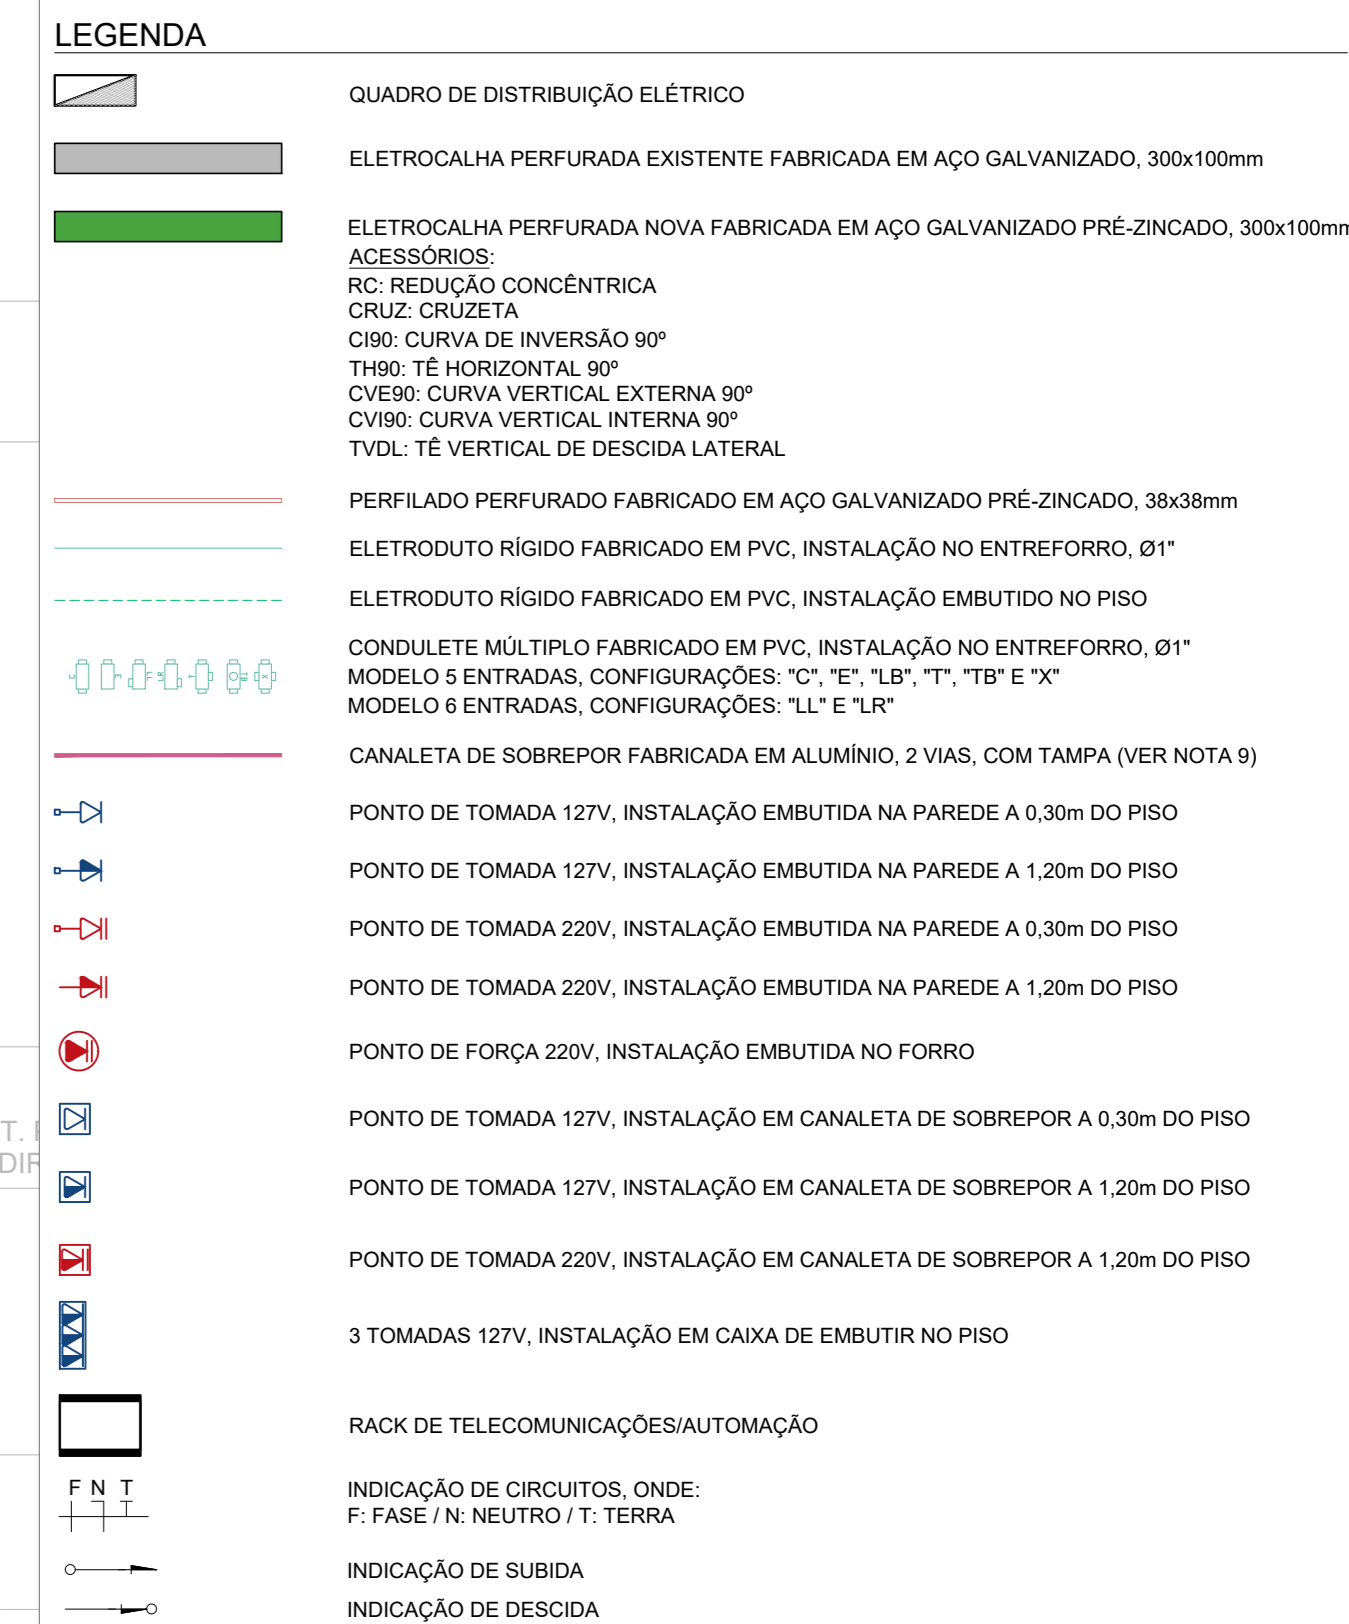 LEGENDA
QUADRO DE DISTRIBUIÇÃO ELÉTRICO
ELETROCALHA PERFURADA EXISTENTE FABRICADA EM AÇO GALVANIZADO, 300x100mm
ELETROCALHA PERFURADA NOVA FABRICADA EM AÇO GALVANIZADO PRÉ-ZINCADO, 300x100mm
ACESSÓRIOS:
RC: REDUÇÃO CONCÊNTRICA
CRUZ: CRUZETA
CI90: CURVA DE INVERSÃO 90º
TH90: TÊ HORIZONTAL 90º
CVE90: CURVA VERTICAL EXTERNA 90º
CVI90: CURVA VERTICAL INTERNA 90º
TVDL: TÊ VERTICAL DE DESCIDA LATERAL
PERFILADO PERFURADO FABRICADO EM AÇO GALVANIZADO PRÉ-ZINCADO, 38x38mm
ELETRODUTO RÍGIDO FABRICADO EM PVC, INSTALAÇÃO NO ENTREFORRO, Ø1"
ELETRODUTO RÍGIDO FABRICADO EM PVC, INSTALAÇÃO EMBUTIDO NO PISO
C E LL LR T TB X
CONDULETE MÚLTIPLO FABRICADO EM PVC, INSTALAÇÃO NO ENTREFORRO, Ø1"
MODELO 5 ENTRADAS, CONFIGURAÇÕES: "C", "E", "LB", "T", "TB" E "X"
MODELO 6 ENTRADAS, CONFIGURAÇÕES: "LL" E "LR"
CANALETA DE SOBREPOR FABRICADA EM ALUMÍNIO, 2 VIAS, COM TAMPA (VER NOTA 9)
PONTO DE TOMADA 127V, INSTALAÇÃO EMBUTIDA NA PAREDE A 0,30m DO PISO
PONTO DE TOMADA 127V, INSTALAÇÃO EMBUTIDA NA PAREDE A 1,20m DO PISO
PONTO DE TOMADA 220V, INSTALAÇÃO EMBUTIDA NA PAREDE A 0,30m DO PISO
PONTO DE TOMADA 220V, INSTALAÇÃO EMBUTIDA NA PAREDE A 1,20m DO PISO
PONTO DE FORÇA 220V, INSTALAÇÃO EMBUTIDA NO FORRO
PONTO DE TOMADA 127V, INSTALAÇÃO EM CANALETA DE SOBREPOR A 0,30m DO PISO
T.
DIR
PONTO DE TOMADA 127V, INSTALAÇÃO EM CANALETA DE SOBREPOR A 1,20m DO PISO
PONTO DE TOMADA 220V, INSTALAÇÃO EM CANALETA DE SOBREPOR A 1,20m DO PISO
3 TOMADAS 127V, INSTALAÇÃO EM CAIXA DE EMBUTIR NO PISO
RACK DE TELECOMUNICAÇÕES/AUTOMAÇÃO
F N T
INDICAÇÃO DE CIRCUITOS, ONDE:
F: FASE / N: NEUTRO / T: TERRA
INDICAÇÃO DE SUBIDA
INDICAÇÃO DE DESCIDA